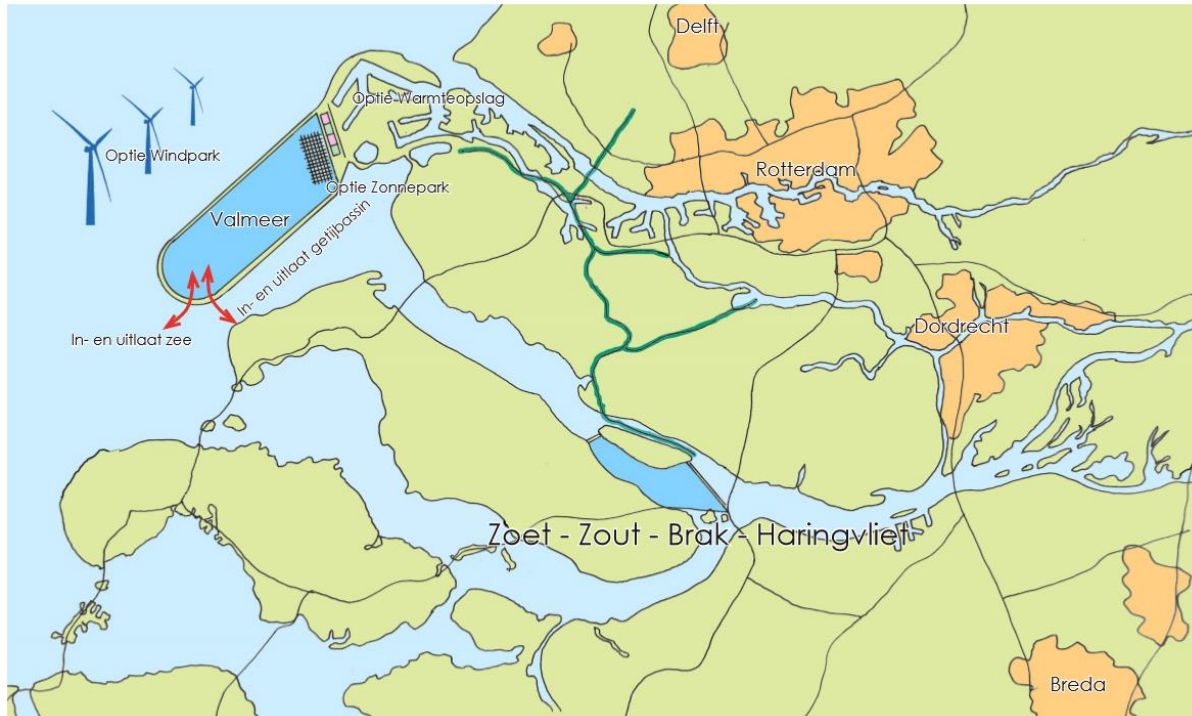 Delft
Optie Warmteopslag
Optie Windpark
Rotterdam
Optie Zonnepark
Valmeer
In- en uitlaat getijbassin
In- en uitlaat zee
Dordrecht
Zoet - Zout - Brak - Haringvliet
Breda